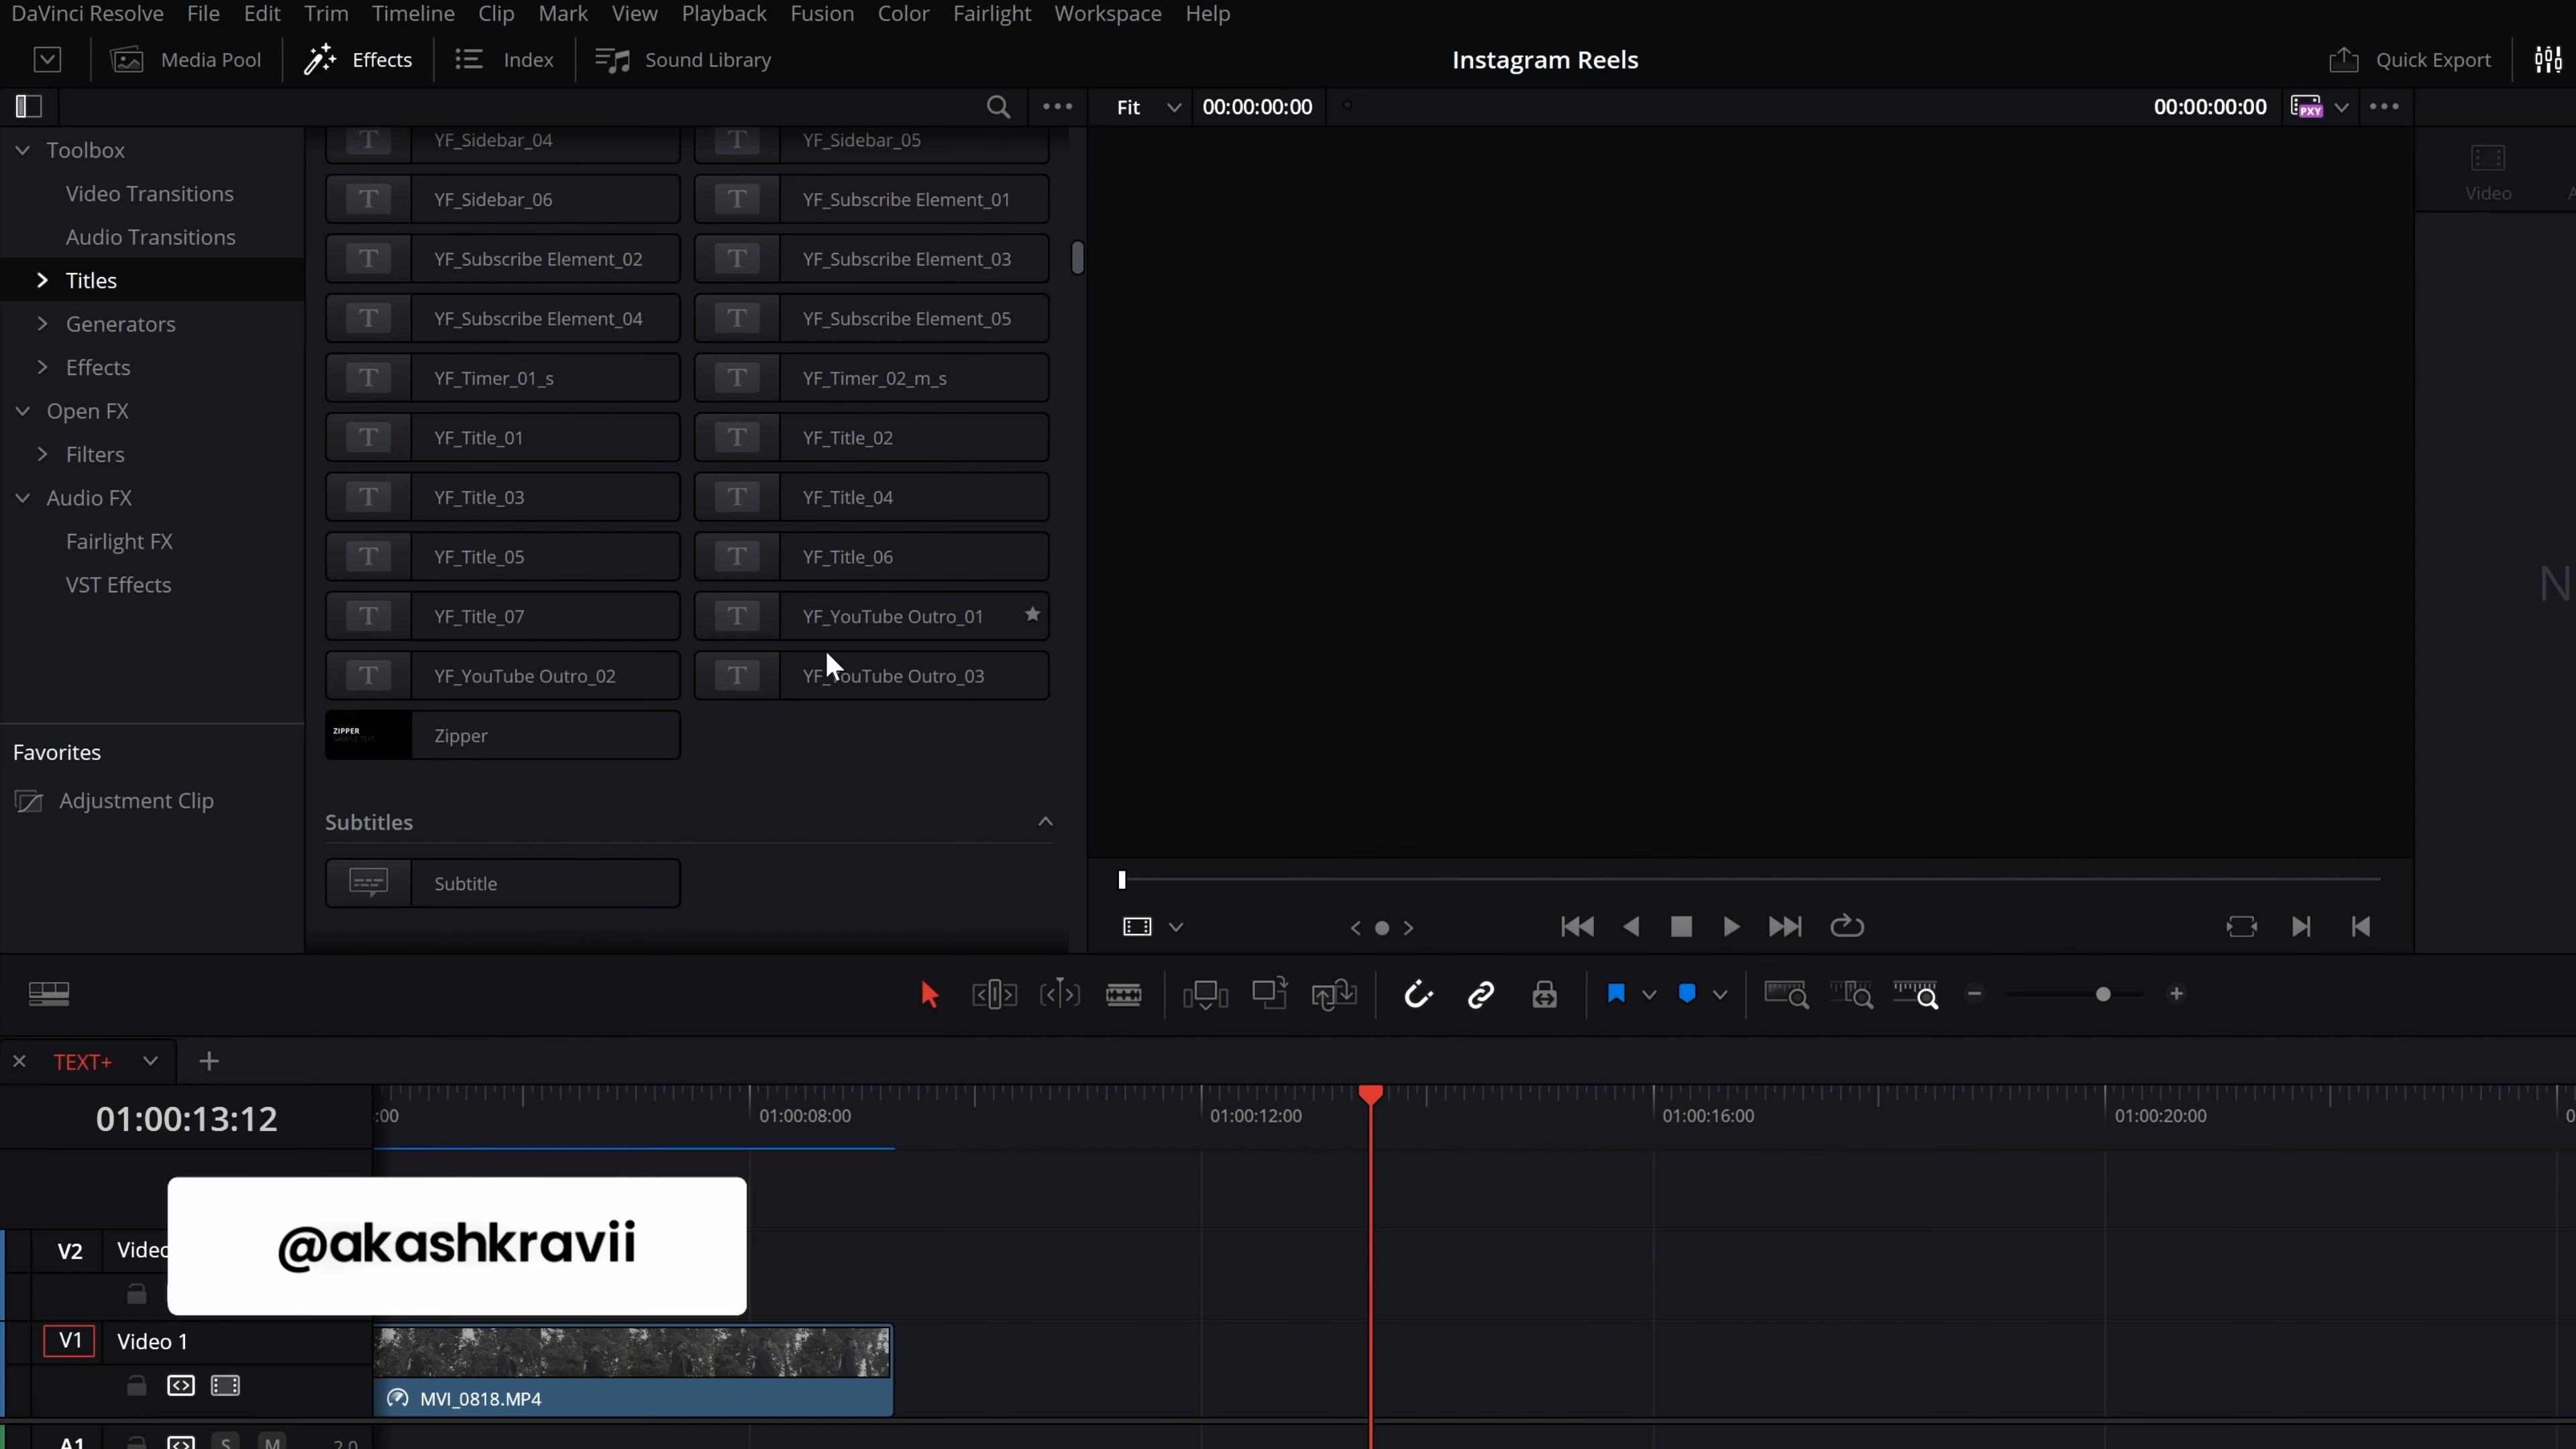 DaVinci Resolve File Edit Trim Timeline Clip Mark View Playback Fusion Color Fairlight Workspace Help
Media Pool Effects Index Sound Library Instagram Reels Quick Export
Fit 00:00:00:00 00:00:00:00 PXY
Toolbox
Video Transitions
Audio Transitions
Titles
Generators
Effects
Open FX
Filters
Audio FX
Fairlight FX
VST Effects
Favorites
Adjustment Clip
T YF_Sidebar_04 T YF_Sidebar_05
T YF_Sidebar_06 T YF_Subscribe Element_01
T YF_Subscribe Element_02 T YF_Subscribe Element_03
T YF_Subscribe Element_04 T YF_Subscribe Element_05
T YF_Timer_01_s T YF_Timer_02_m_s
T YF_Title_01 T YF_Title_02
T YF_Title_03 T YF_Title_04
T YF_Title_05 T YF_Title_06
T YF_Title_07 T YF_YouTube Outro_01
T YF_YouTube Outro_02 T YF_YouTube Outro_03
ZIPPER
SAMPLE TEXT
Zipper
Subtitles
Subtitle
Video
N
TEXT+
01:00:13:12
:00 01:00:08:00 01:00:12:00 01:00:16:00 01:00:20:00 0
V2 Video
@akashkravii
V1 Video 1
MVI_0818.MP4
A1 S M 2.0